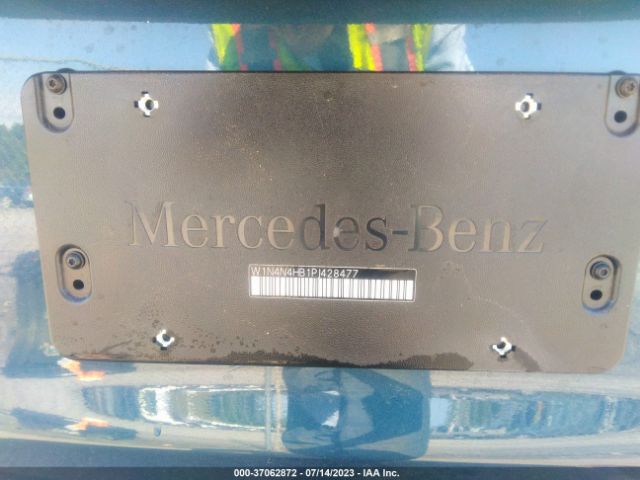 Mercedes-Benz
W1N4N4HB1PJ428477
000-37062872 - 07/14/2023 - IAA Inc.